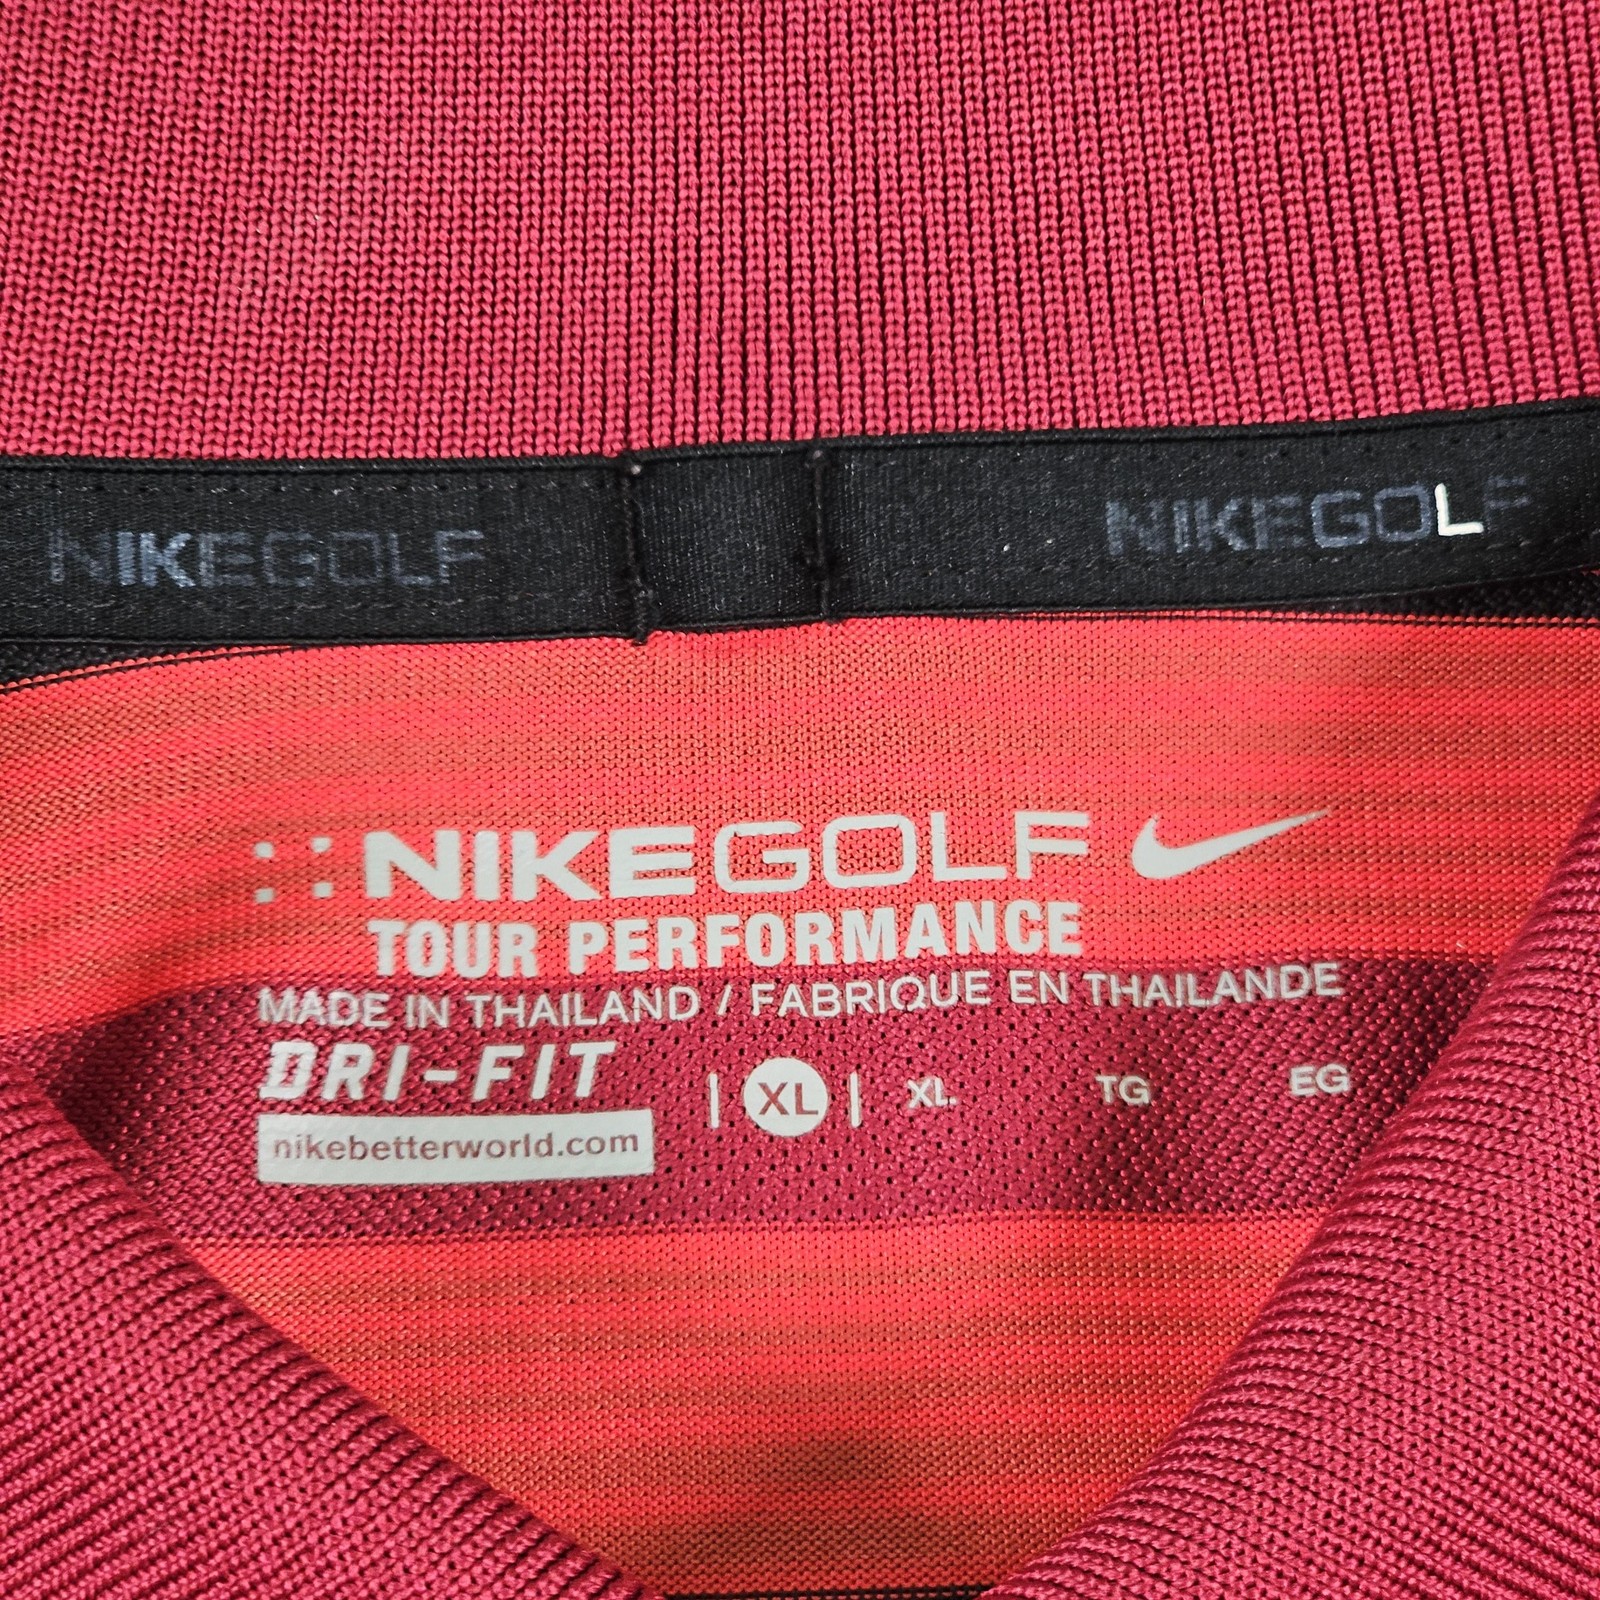 NIKEGOLF NIKEGOLF
NIKEGOLF
TOUR PERFORMANCE
MADE IN THAILAND / FABRIQUE EN THAILANDE
DRI-FIT | XL | XL TG EG
nikebetterworld.com